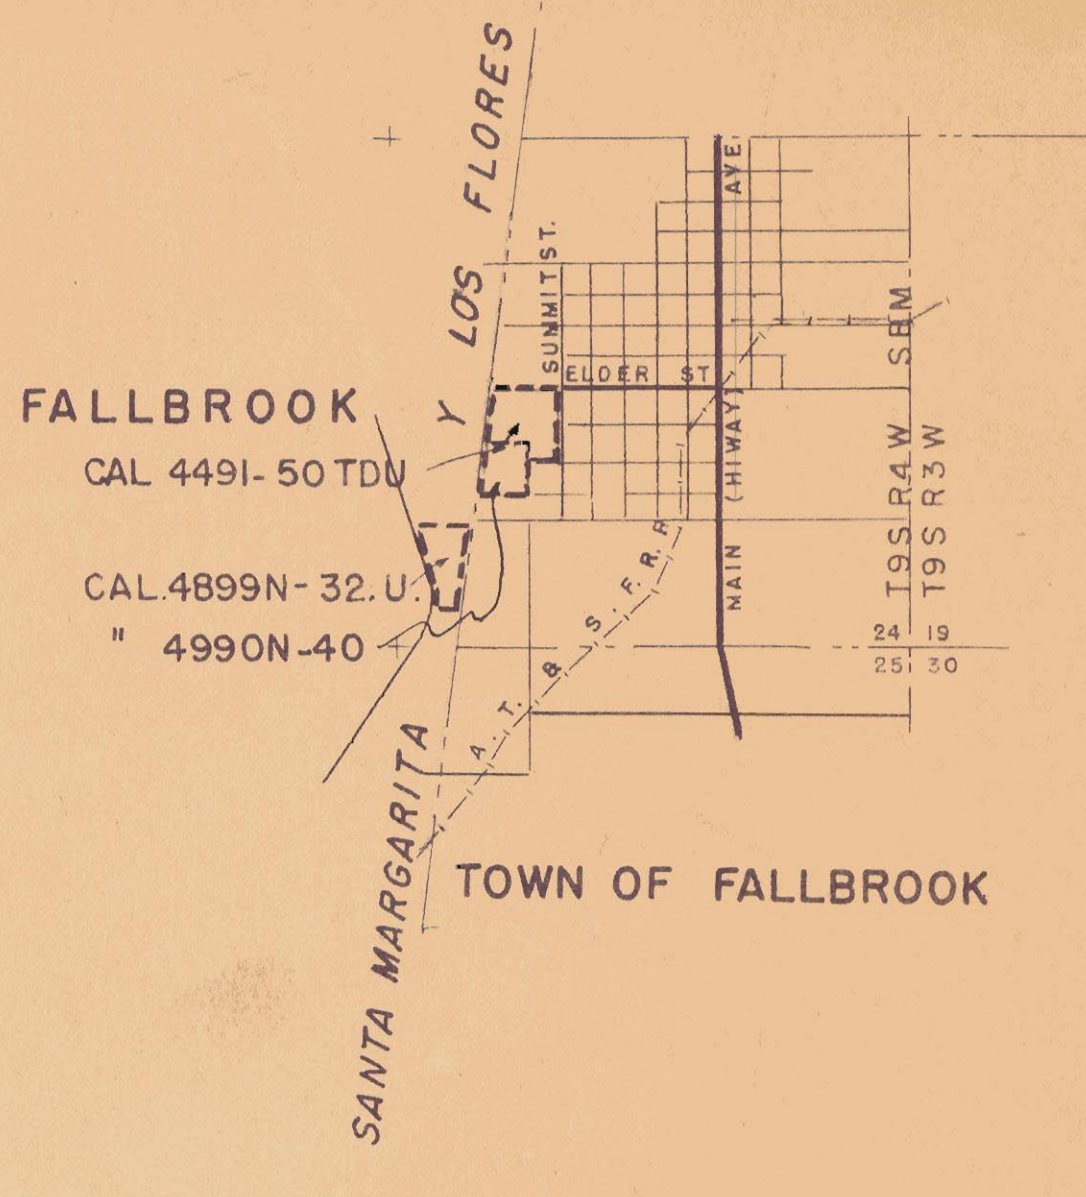 SANTA MARGARITA Y LOS FLORES
SUMMIT ST.
AVE.
ELDER ST
FALLBROOK
CAL 4491-50 TDU
CAL.4899N-32.U.
" 4990N-40
MAIN (HIWAY)
A. T. & S. F. R. R
T9S R4W SBM
T9S R3W
24 19
25 30
TOWN OF FALLBROOK